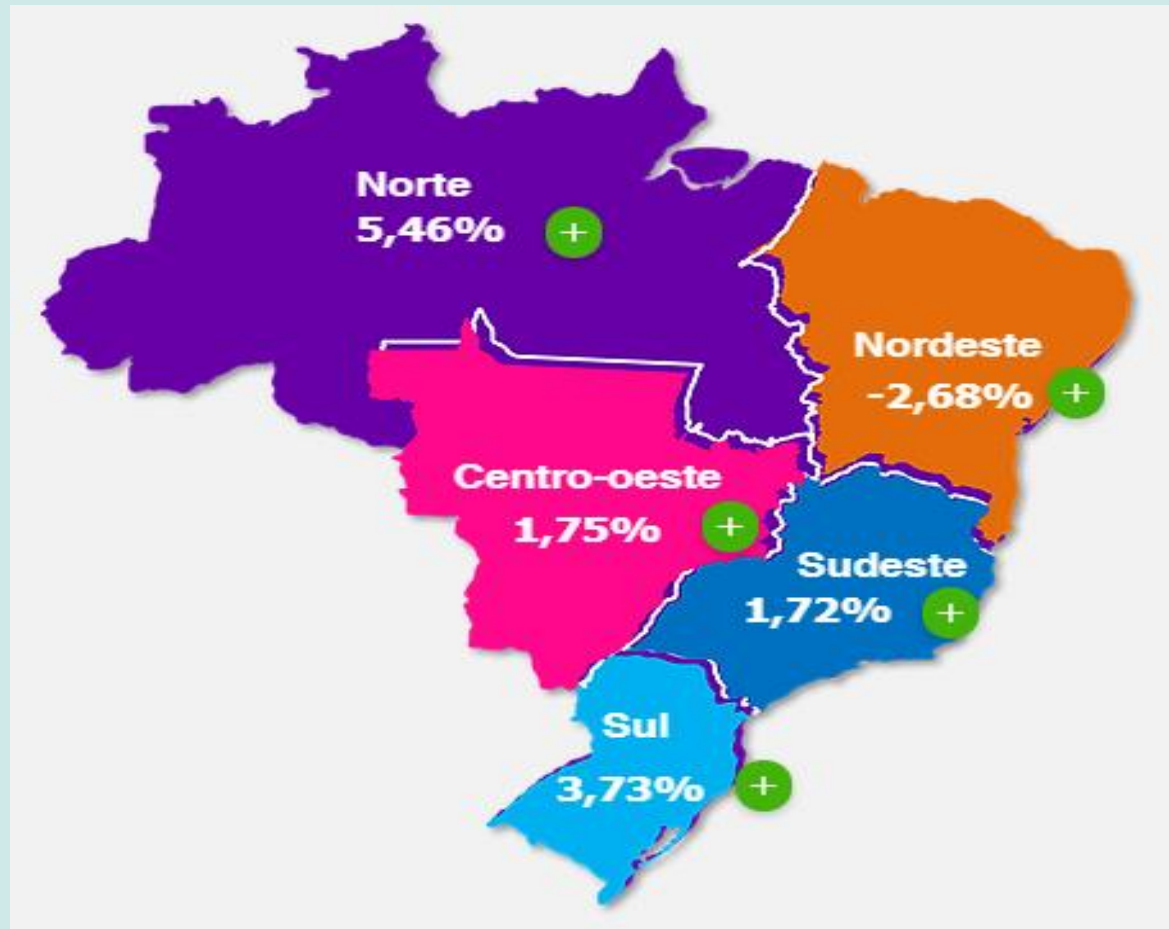 Norte
5,46%
+
Nordeste
-2,68%
+
Centro-oeste
1,75%
+
Sudeste
1,72%
+
Sul
3,73%
+